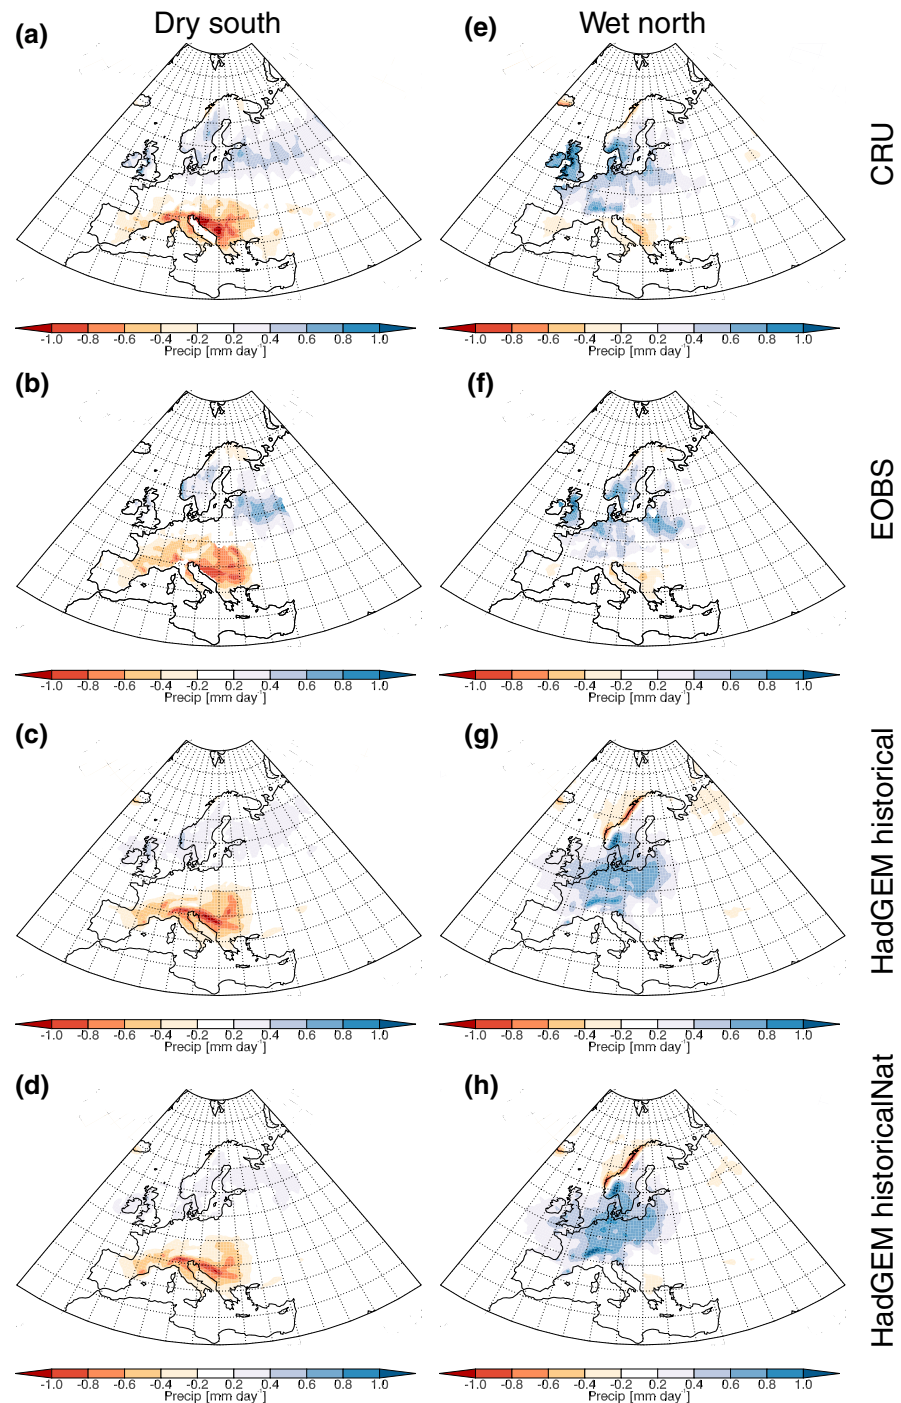 Dry south
Wet north
(a)
(e)
CRU
-1.0 -0.8 -0.6 -0.4 -0.2 0.2 0.4 0.6 0.8 1.0
Precip [mm day⁻¹]
-1.0 -0.8 -0.6 -0.4 -0.2 0.2 0.4 0.6 0.8 1.0
Precip [mm day⁻¹]
(b)
(f)
EOBS
-1.0 -0.8 -0.6 -0.4 -0.2 0.2 0.4 0.6 0.8 1.0
Precip [mm day⁻¹]
-1.0 -0.8 -0.6 -0.4 -0.2 0.2 0.4 0.6 0.8 1.0
Precip [mm day⁻¹]
(c)
(g)
HadGEM historical
-1.0 -0.8 -0.6 -0.4 -0.2 0.2 0.4 0.6 0.8 1.0
Precip [mm day⁻¹]
-1.0 -0.8 -0.6 -0.4 -0.2 0.2 0.4 0.6 0.8 1.0
Precip [mm day⁻¹]
(d)
(h)
HadGEM historicalNat
-1.0 -0.8 -0.6 -0.4 -0.2 0.2 0.4 0.6 0.8 1.0
Precip [mm day⁻¹]
-1.0 -0.8 -0.6 -0.4 -0.2 0.2 0.4 0.6 0.8 1.0
Precip [mm day⁻¹]